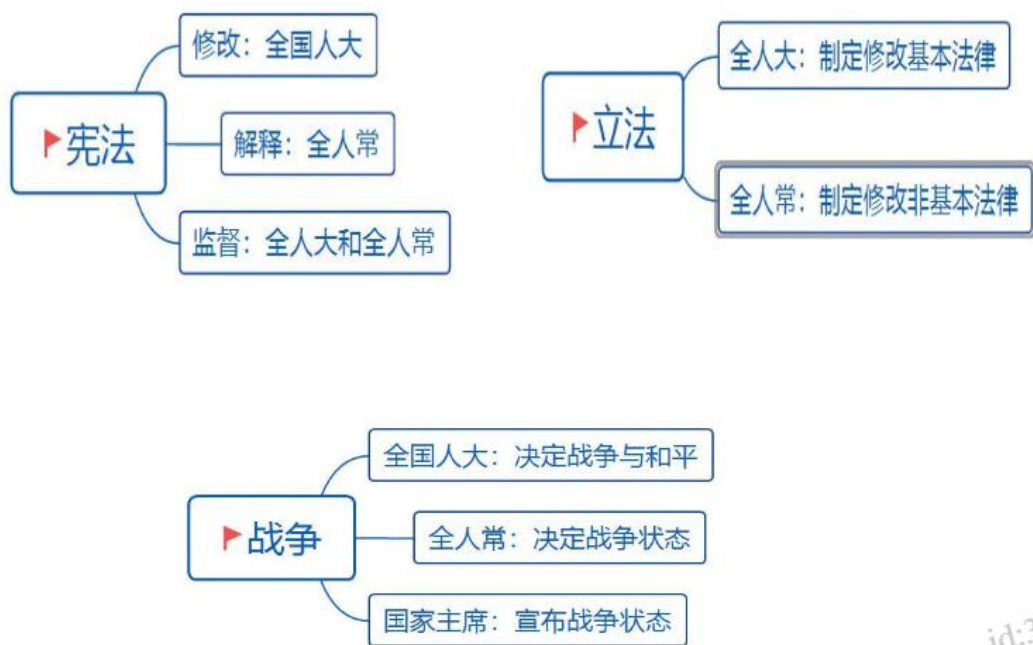 宪法
修改：全国人大
解释：全人常
监督：全人大和全人常
立法
全人大：制定修改基本法律
全人常：制定修改非基本法律
战争
全国人大：决定战争与和平
全人常：决定战争状态
国家主席：宣布战争状态
id:3